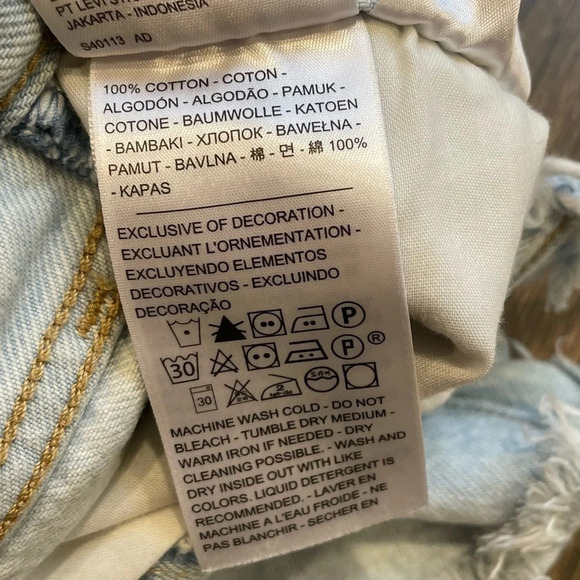 PT LEVI ST
JAKARTA - INDONESIA
S40113 AD
100% COTTON - COTON -
ALGODÓN - ALGODÃO - PAMUK -
COTONE - BAUMWOLLE - KATOEN
- BAMBAKI - ХЛОПОК - BAWEŁNA -
PAMUT - BAVLNA - 棉 - 면 - 綿 100%
- KAPAS
EXCLUSIVE OF DECORATION -
EXCLUANT L'ORNEMENTATION -
EXCLUYENDO ELEMENTOS
DECORATIVOS - EXCLUINDO
DECORAÇÃO
P
30 P ®
30 2
MACHINE WASH COLD - DO NOT
BLEACH - TUMBLE DRY MEDIUM -
WARM IRON IF NEEDED - DRY
CLEANING POSSIBLE. - WASH AND
DRY INSIDE OUT WITH LIKE
COLORS. LIQUID DETERGENT IS
RECOMMENDED. - LAVER EN
MACHINE A L'EAU FROIDE - NE
PAS BLANCHIR - SECHER EN